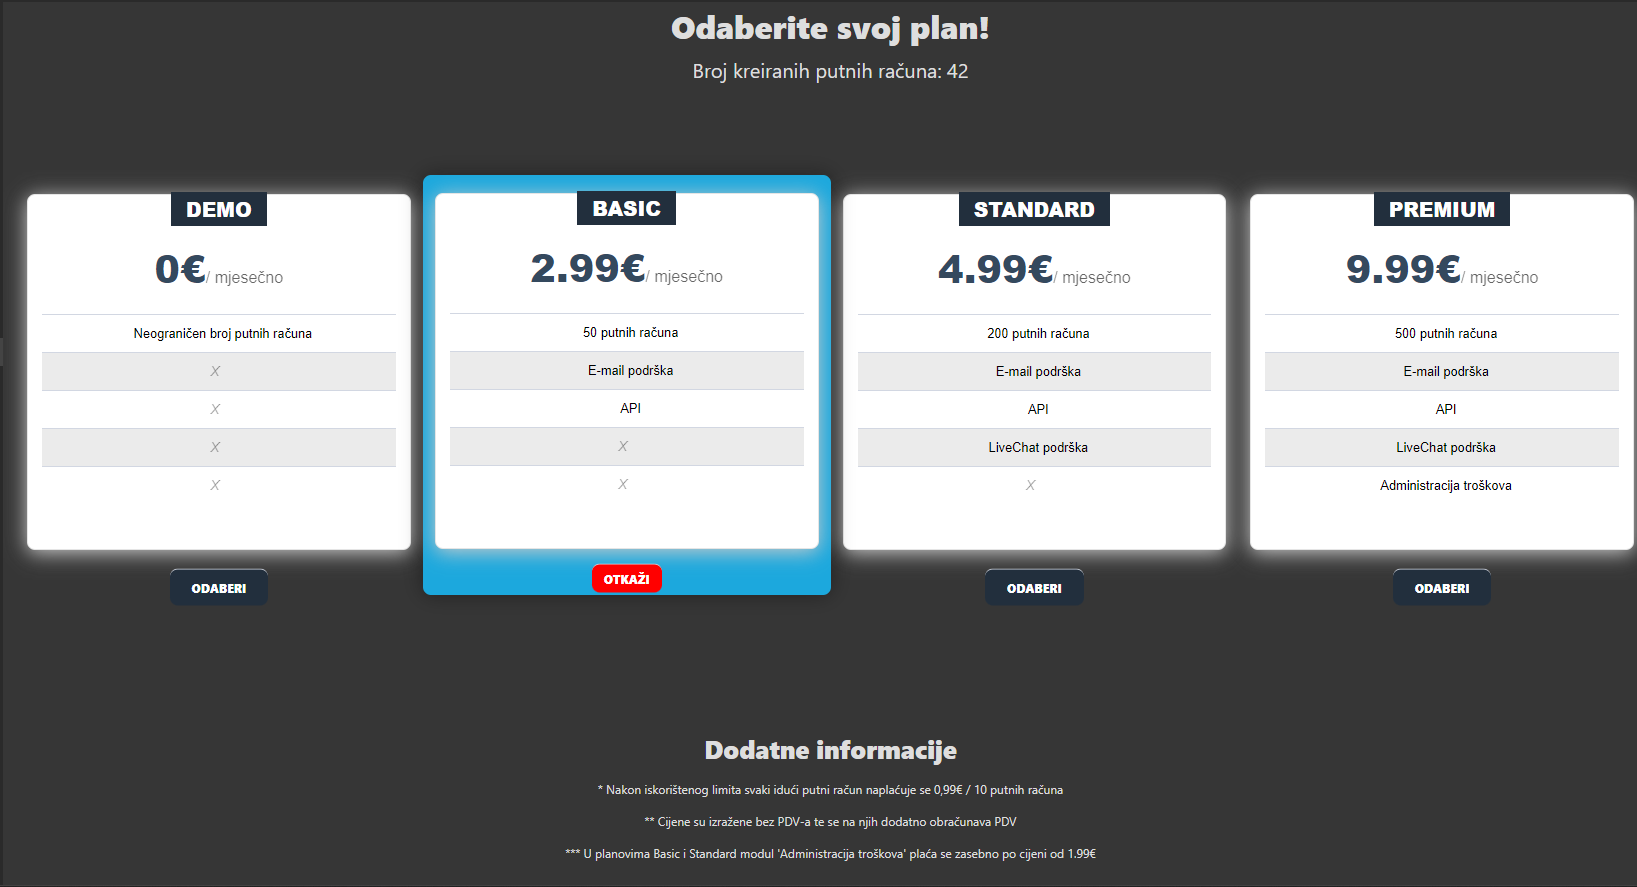 Odaberite svoj plan!
Broj kreiranih putnih računa: 42
DEMO
0€/ mjesečno
Neograničen broj putnih računa
X
X
X
X
ODABERI
BASIC
2.99€/ mjesečno
50 putnih računa
E-mail podrška
API
X
X
OTKAŽI
STANDARD
4.99€/ mjesečno
200 putnih računa
E-mail podrška
API
LiveChat podrška
X
ODABERI
PREMIUM
9.99€/ mjesečno
500 putnih računa
E-mail podrška
API
LiveChat podrška
Administracija troškova
ODABERI
Dodatne informacije
* Nakon iskorištenog limita svaki idući putni račun naplaćuje se 0,99€ / 10 putnih računa
** Cijene su izražene bez PDV-a te se na njih dodatno obračunava PDV
*** U planovima Basic i Standard modul 'Administracija troškova' plaća se zasebno po cijeni od 1.99€